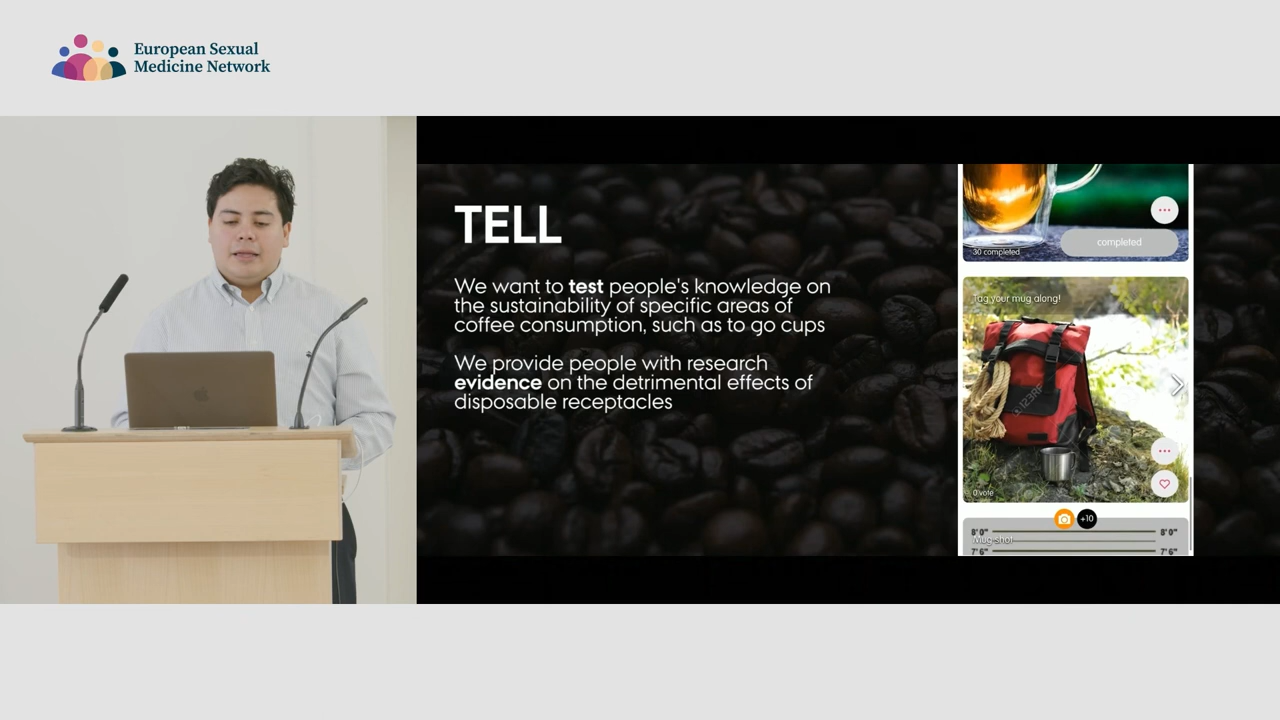 European Sexual
Medicine Network
TELL
We want to test people's knowledge on
the sustainability of specific areas of
coffee consumption, such as to go cups
We provide people with research
evidence on the detrimental effects of
disposable receptacles
30 completed
completed
Tag your mug along!
123RF
0 vote
+10
8'0" 8'0"
Mug-shot
7'6" 7'6"